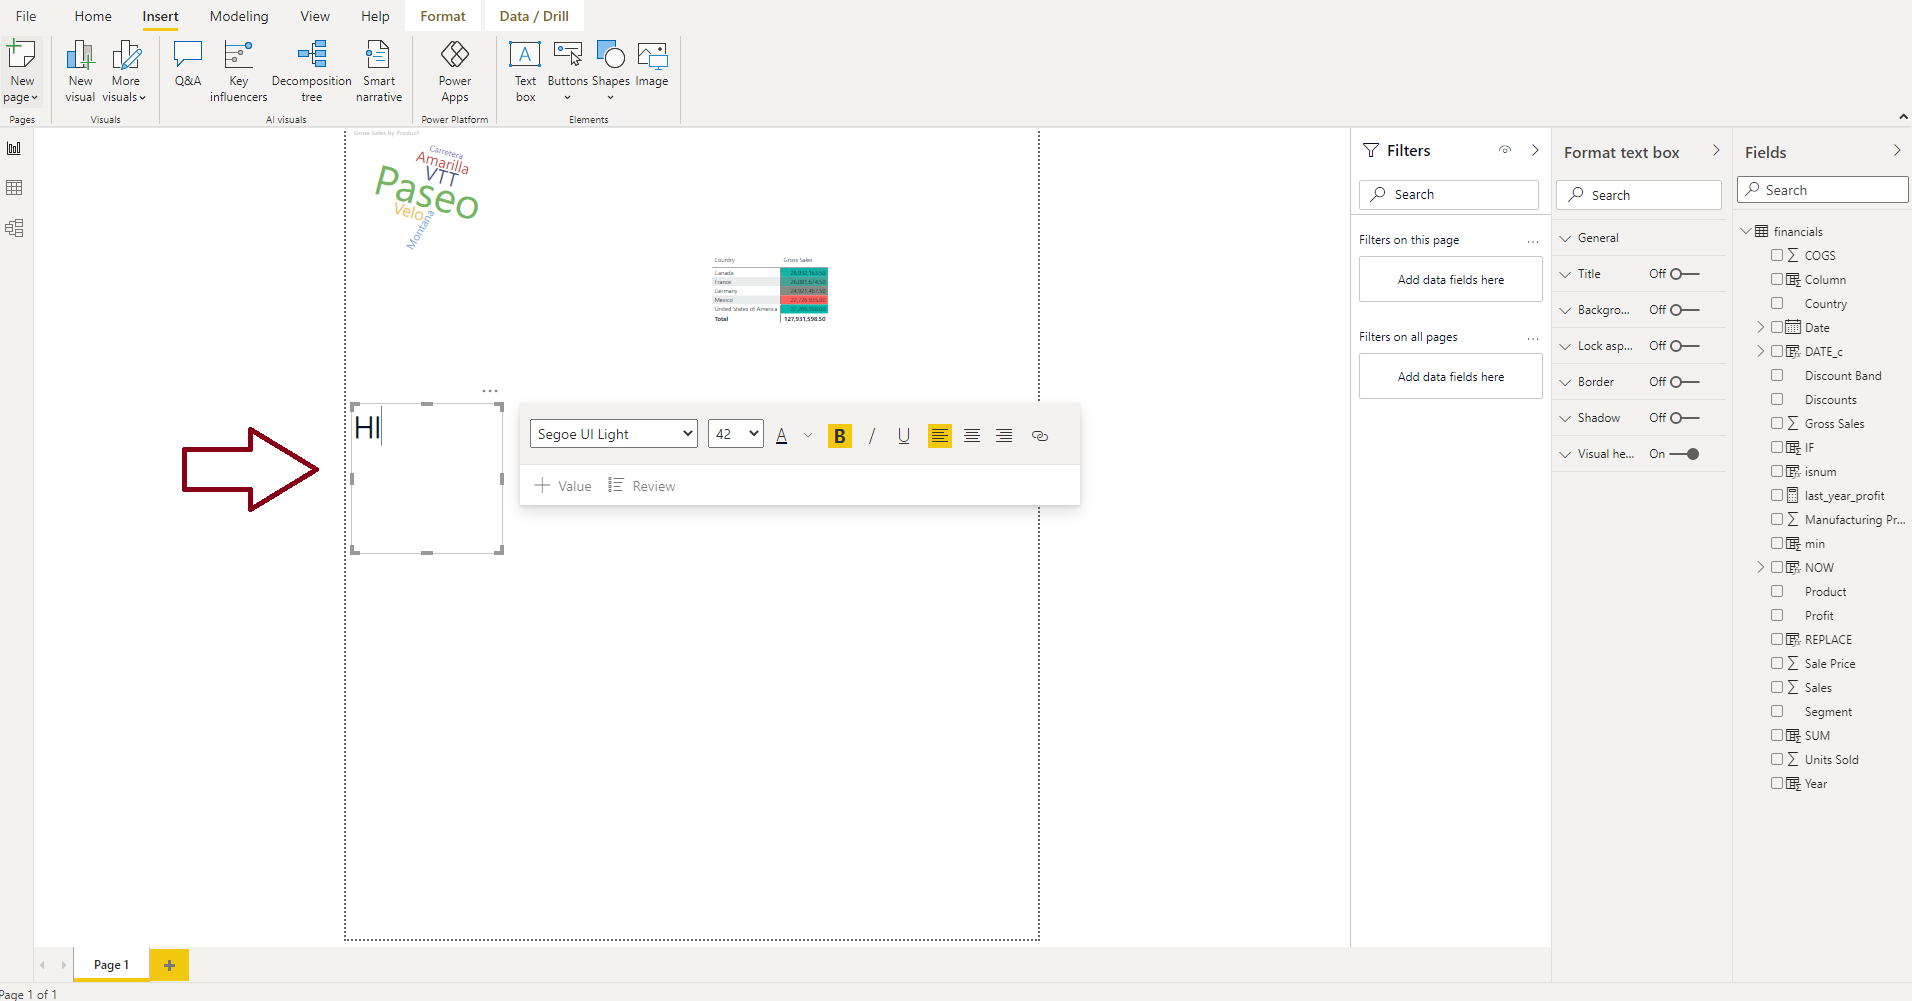 File Home Insert Modeling View Help Format Data / Drill
New page
New visual
More visuals
Q&A
Key influencers
Decomposition tree
Smart narrative
Power Apps
Text box
Buttons
Shapes
Image
Pages Visuals AI visuals Power Platform Elements
Gross Sales by Product
Carretera
Amarilla
VTT
Paseo
Velo
Montana
Country Gross Sales
Canada
France
Germany
Mexico
United States of America
Total 127,931,598.50
HI
Segoe UI Light 42 A B / U
Value Review
Filters
Search
Filters on this page ...
Add data fields here
Filters on all pages ...
Add data fields here
Format text box
Search
General
Title Off
Backgro... Off
Lock asp... Off
Border Off
Shadow Off
Visual he... On
Fields
Search
financials
COGS
Column
Country
Date
DATE_c
Discount Band
Discounts
Gross Sales
IF
isnum
last_year_profit
Manufacturing Pr...
min
NOW
Product
Profit
REPLACE
Sale Price
Sales
Segment
SUM
Units Sold
Year
Page 1
Page 1 of 1